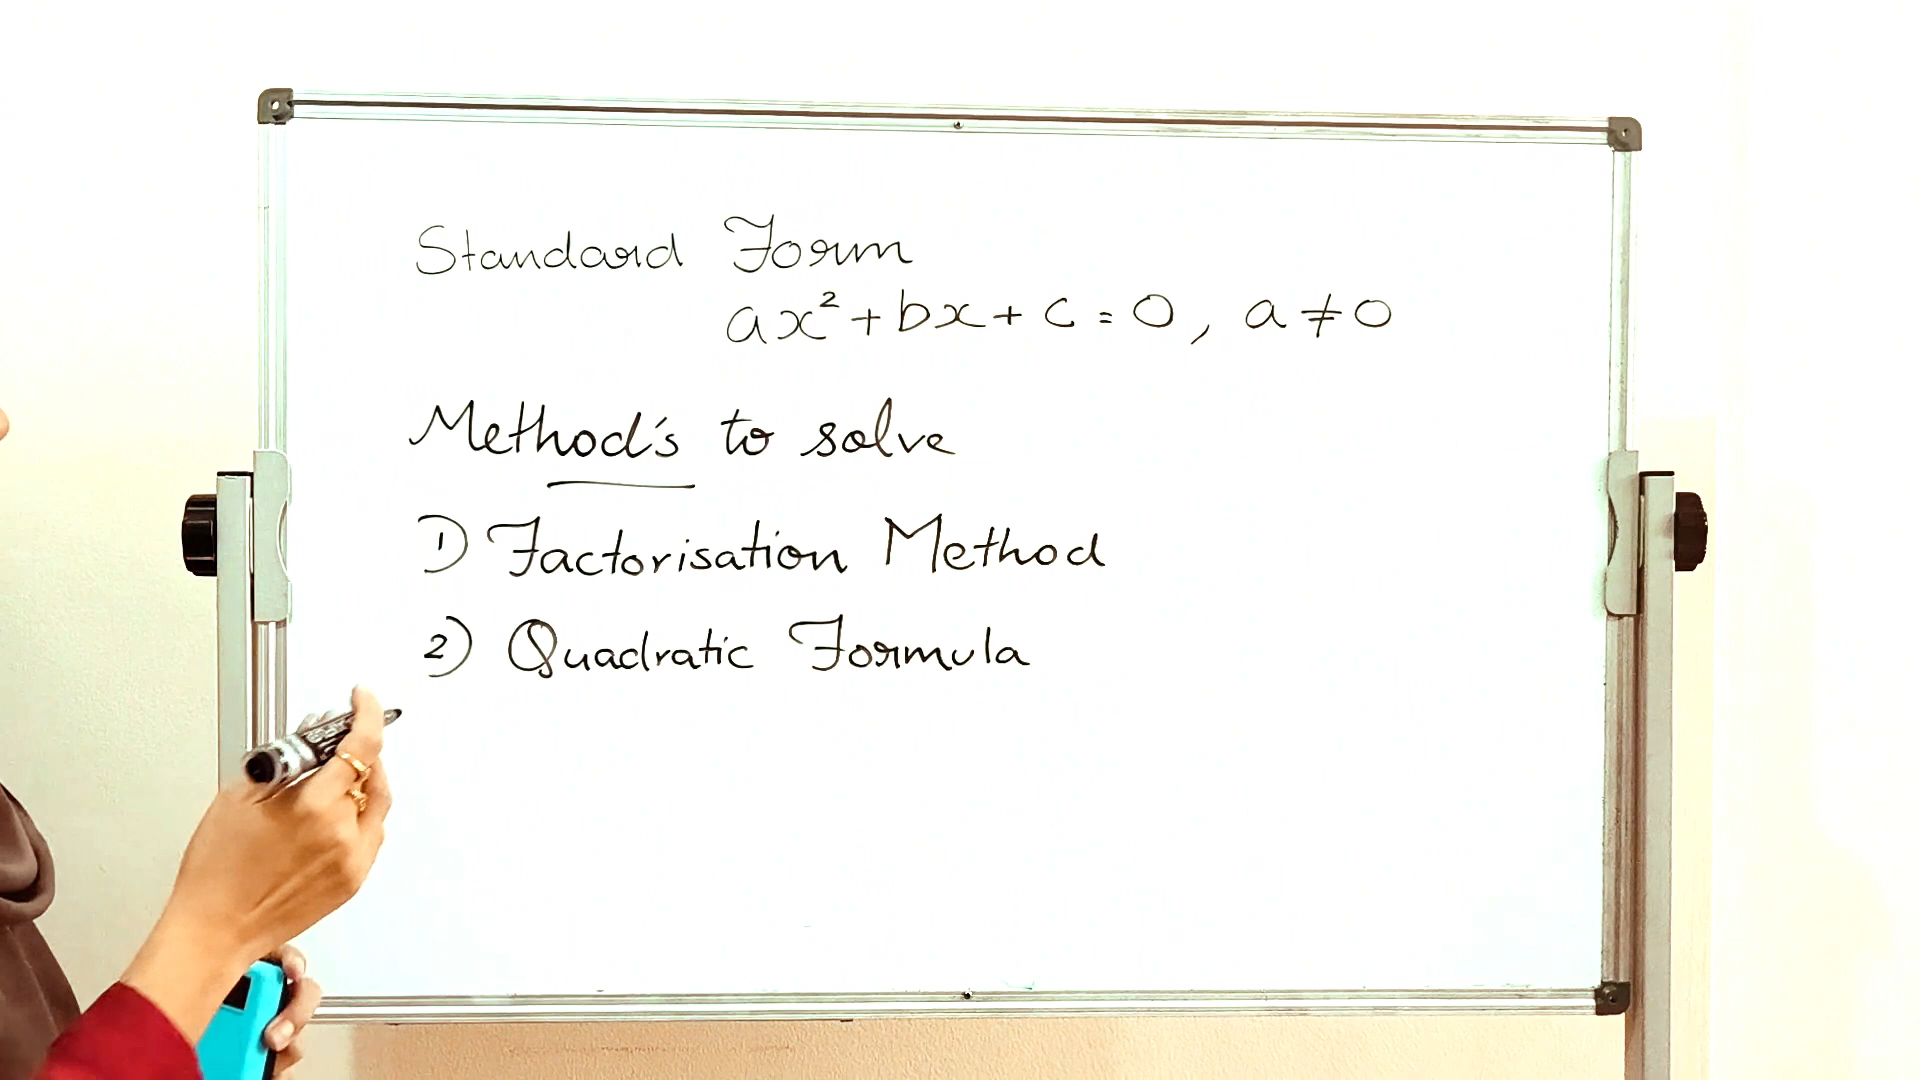 Standard Form
ax² + bx + c = 0, a ≠ 0
Method's to solve
1) Factorisation Method
2) Quadratic Formula